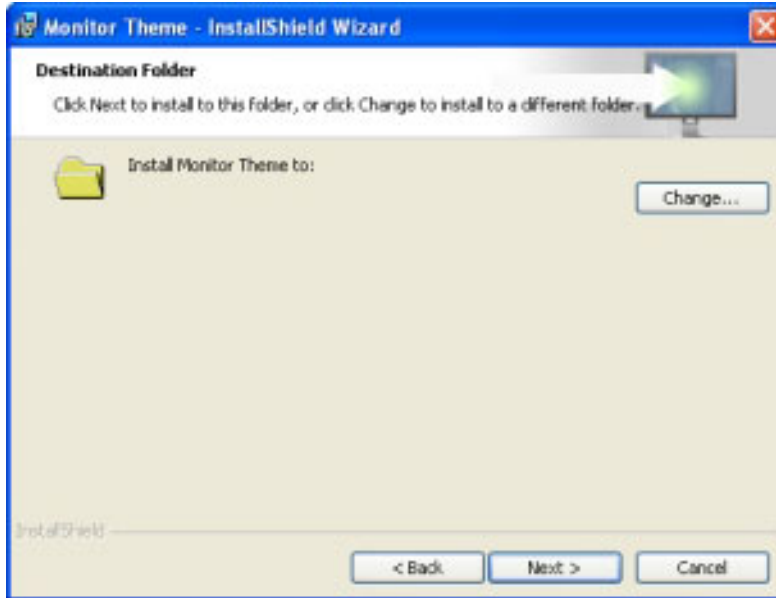 Monitor Theme - InstallShield Wizard
Destination Folder
Click Next to install to this folder, or click Change to install to a different folder.
Install Monitor Theme to:
Change...
InstallShield
< Back
Next >
Cancel